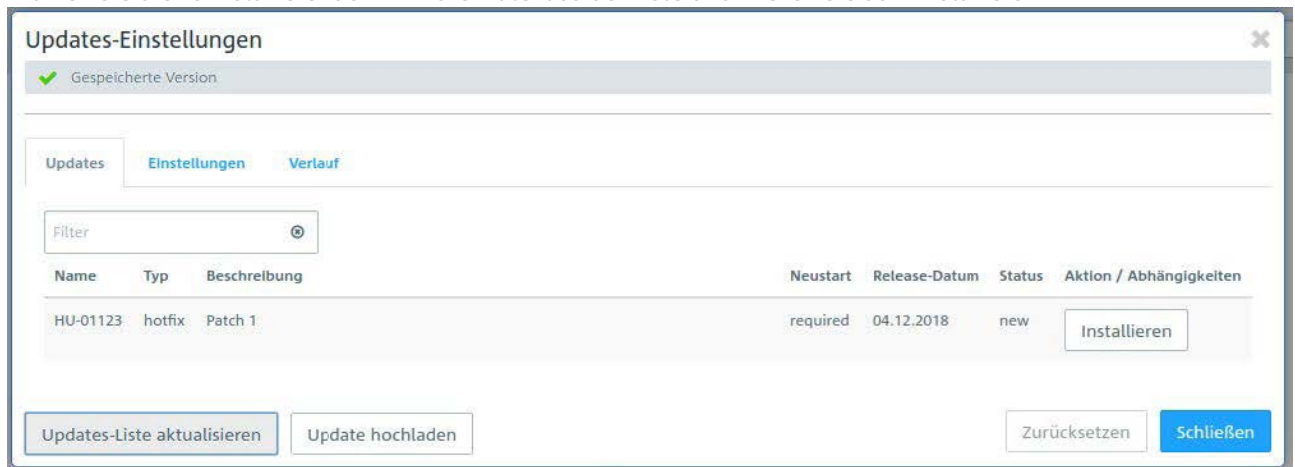 Updates-Einstellungen
Gespeicherte Version
Updates Einstellungen Verlauf
Filter
Name Typ Beschreibung Neustart Release-Datum Status Aktion / Abhängigkeiten
HU-01123 hotfix Patch 1 required 04.12.2018 new Installieren
Updates-Liste aktualisieren Update hochladen Zurücksetzen Schließen